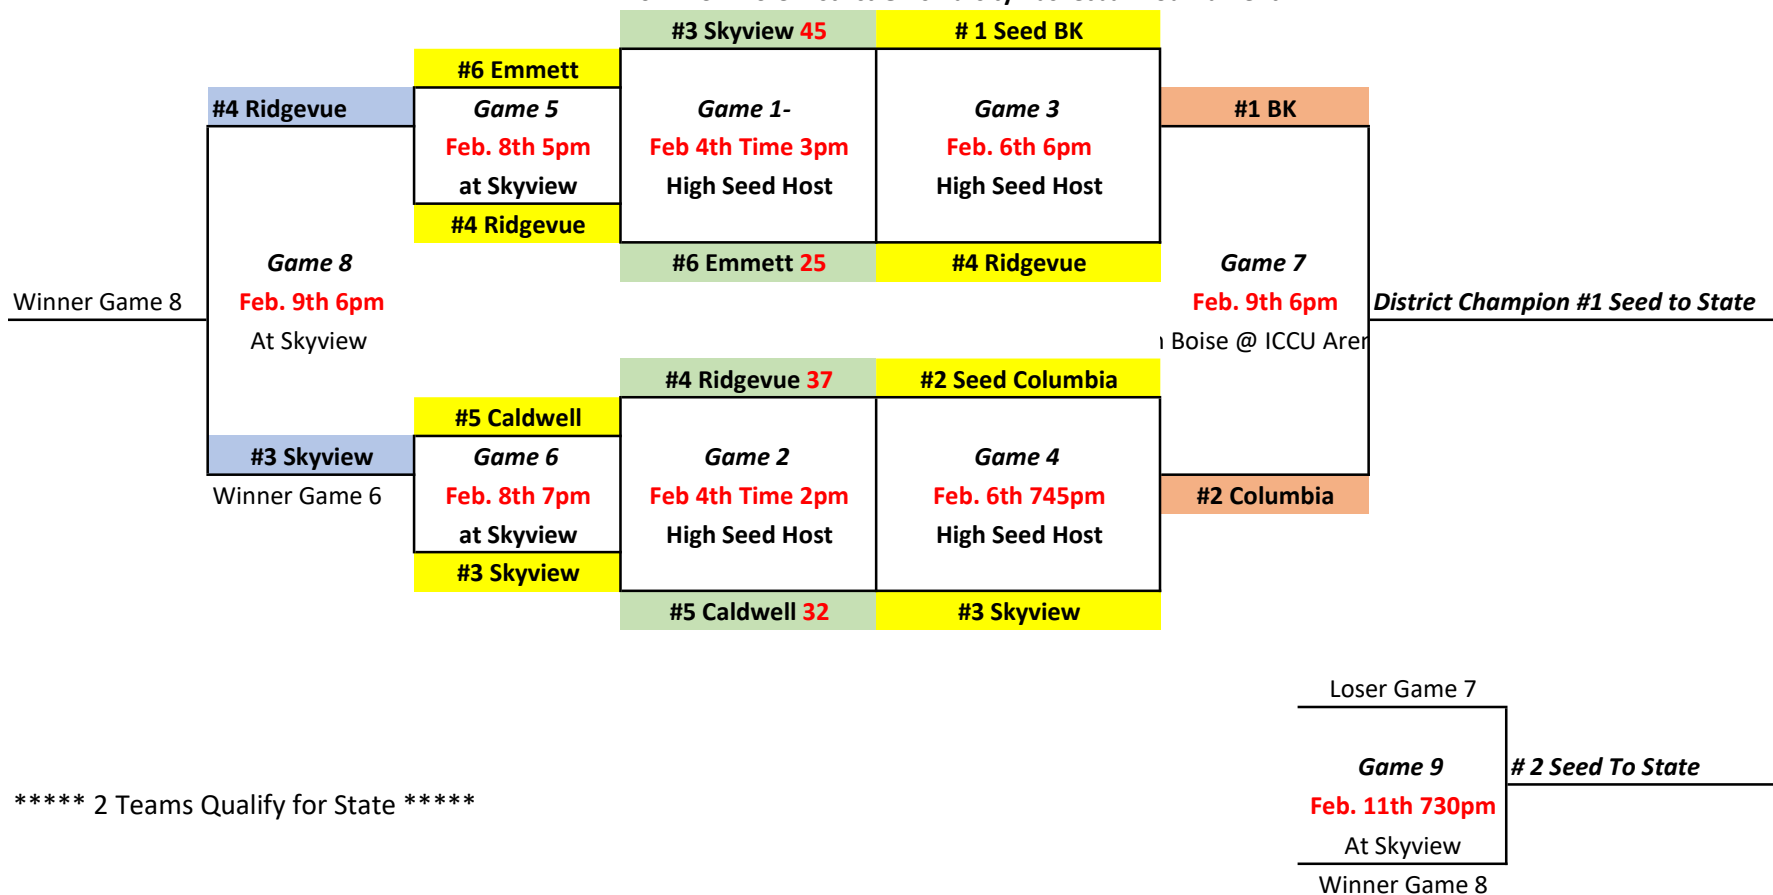 #3 Skyview 45
# 1 Seed BK
#6 Emmett
#4 Ridgevue
Game 5
Game 1-
Game 3
#1 BK
Feb. 8th 5pm
Feb 4th Time 3pm
Feb. 6th 6pm
at Skyview
High Seed Host
High Seed Host
#4 Ridgevue
Game 8
#6 Emmett 25
#4 Ridgevue
Game 7
Winner Game 8
Feb. 9th 6pm
Feb. 9th 6pm
District Champion #1 Seed to State
At Skyview
Boise @ ICCU
#4 Ridgevue 37
#2 Seed Columbia
#5 Caldwell
#3 Skyview
Game 6
Game 2
Game 4
Winner Game 6
Feb. 8th 7pm
Feb 4th Time 2pm
Feb. 6th 745pm
#2 Columbia
at Skyview
High Seed Host
High Seed Host
#3 Skyview
#5 Caldwell 32
#3 Skyview
Loser Game 7
Game 9
# 2 Seed To State
***** 2 Teams Qualify for State *****
Feb. 11th 730pm
At Skyview
Winner Game 8